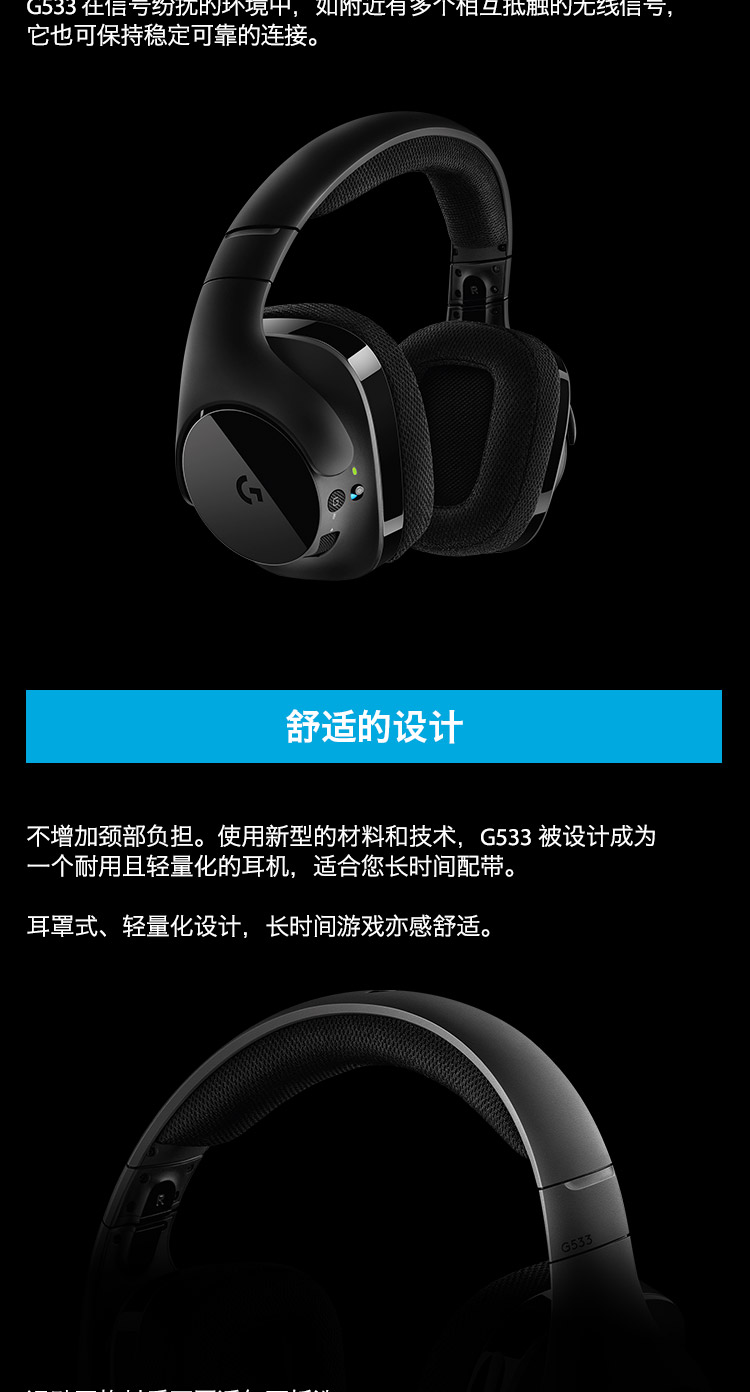 G533 在信号纷扰的环境中，如附近有多个相互抵触的无线信号，
它也可保持稳定可靠的连接。
R
舒适的设计
不增加颈部负担。使用新型的材料和技术，G533 被设计成为
一个耐用且轻量化的耳机，适合您长时间配带。
耳罩式、轻量化设计，长时间游戏亦感舒适。
R
G533